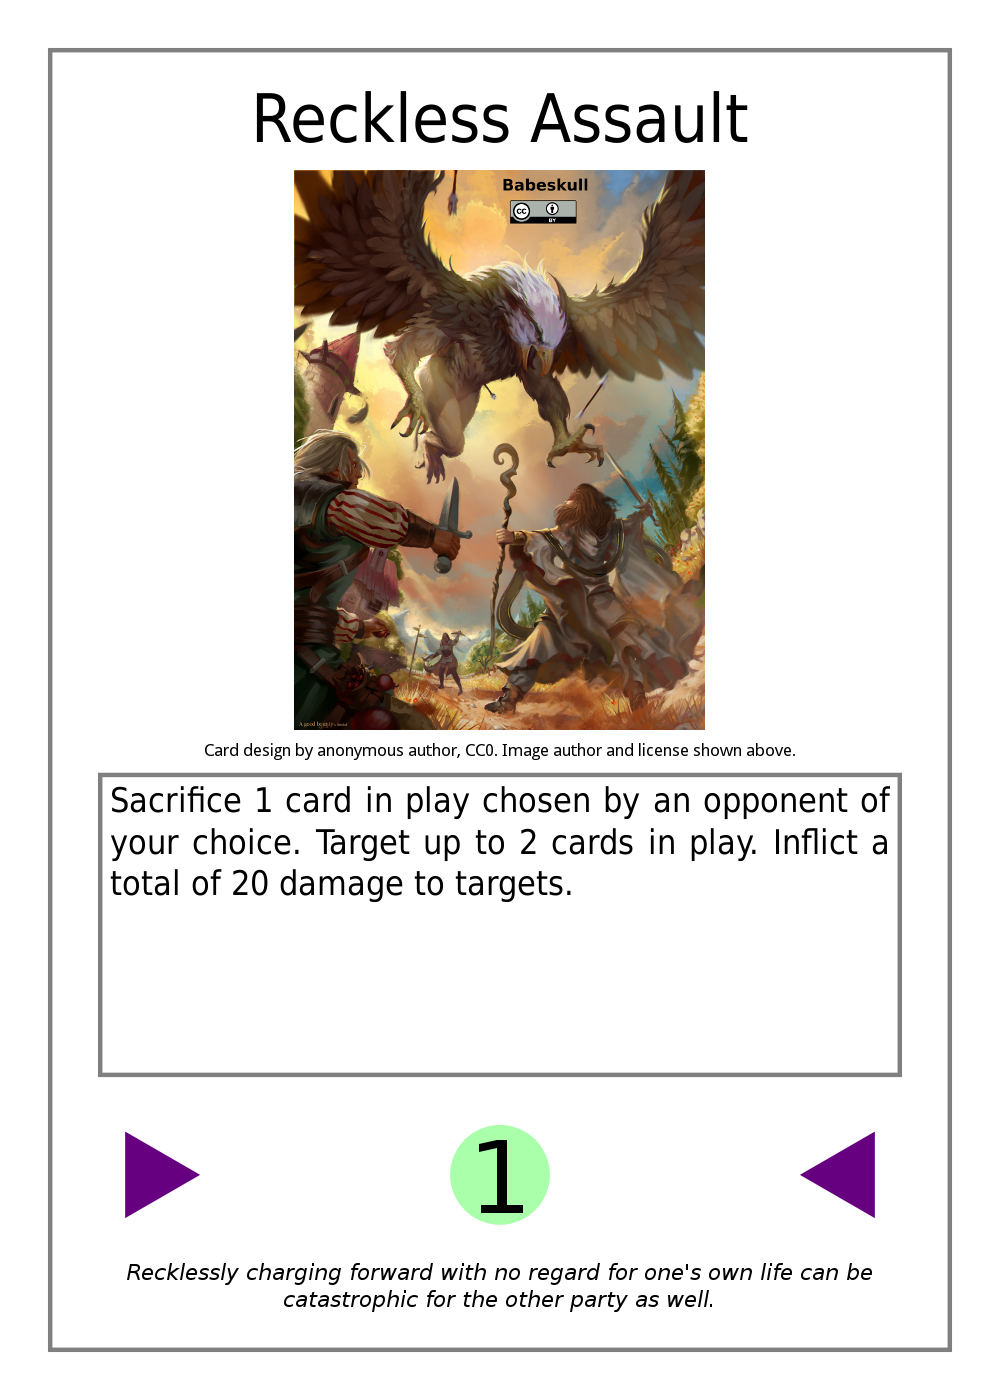 Reckless Assault
Babeskull
CC BY
Card design by anonymous author, CC0. Image author and license shown above.
Sacrifice 1 card in play chosen by an opponent of
your choice. Target up to 2 cards in play. Inflict a
total of 20 damage to targets.
1
Recklessly charging forward with no regard for one's own life can be
catastrophic for the other party as well.